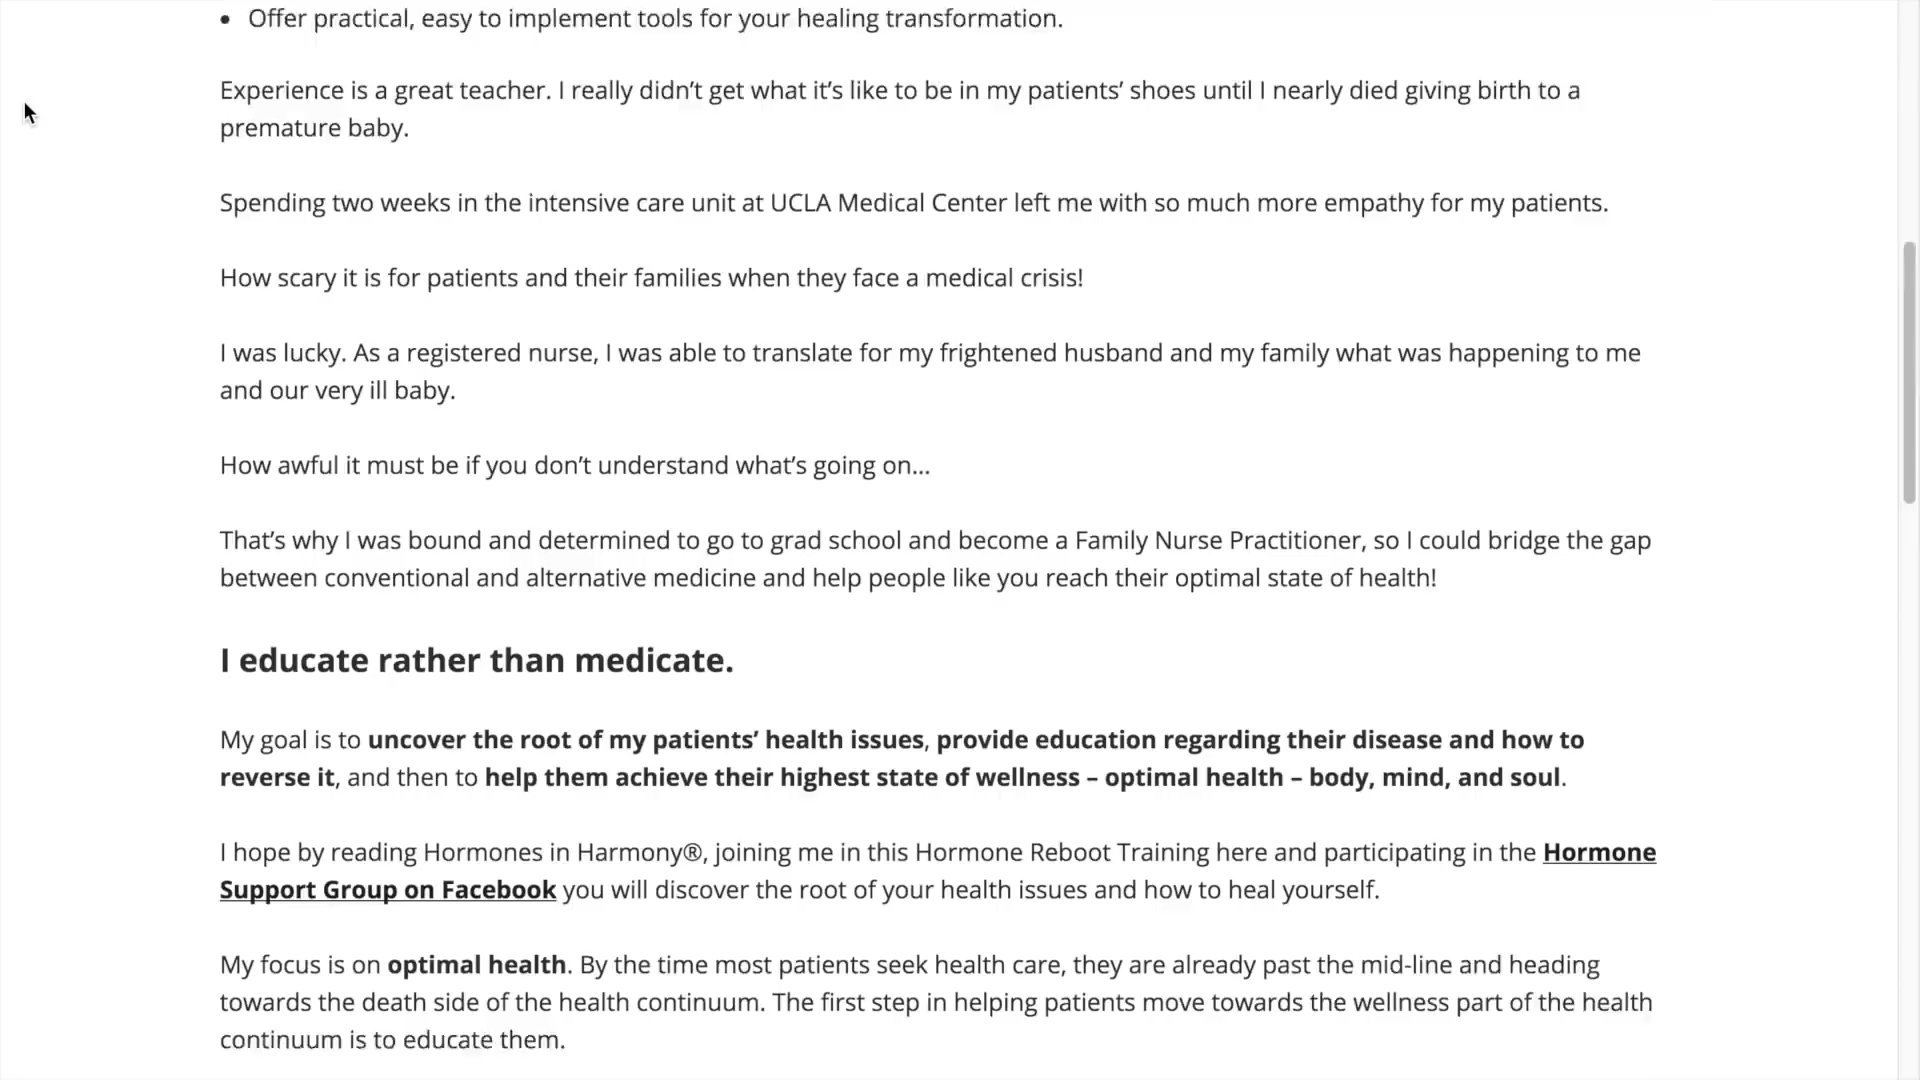 • Offer practical, easy to implement tools for your healing transformation.
Experience is a great teacher. I really didn’t get what it’s like to be in my patients’ shoes until I nearly died giving birth to a
premature baby.
Spending two weeks in the intensive care unit at UCLA Medical Center left me with so much more empathy for my patients.
How scary it is for patients and their families when they face a medical crisis!
I was lucky. As a registered nurse, I was able to translate for my frightened husband and my family what was happening to me
and our very ill baby.
How awful it must be if you don’t understand what’s going on…
That’s why I was bound and determined to go to grad school and become a Family Nurse Practitioner, so I could bridge the gap
between conventional and alternative medicine and help people like you reach their optimal state of health!
I educate rather than medicate.
My goal is to uncover the root of my patients’ health issues, provide education regarding their disease and how to
reverse it, and then to help them achieve their highest state of wellness – optimal health – body, mind, and soul.
I hope by reading Hormones in Harmony®, joining me in this Hormone Reboot Training here and participating in the Hormone
Support Group on Facebook you will discover the root of your health issues and how to heal yourself.
My focus is on optimal health. By the time most patients seek health care, they are already past the mid-line and heading
towards the death side of the health continuum. The first step in helping patients move towards the wellness part of the health
continuum is to educate them.